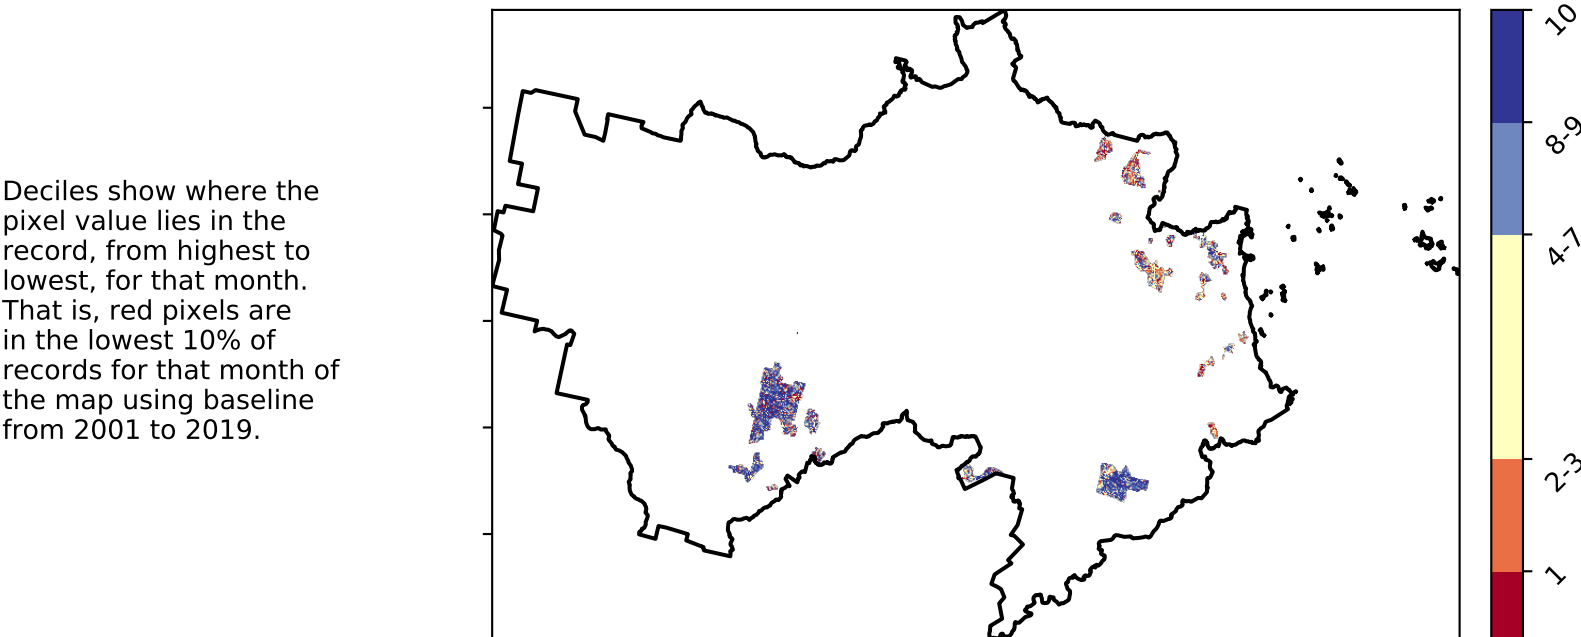 Deciles show where the
pixel value lies in the
record, from highest to
lowest, for that month.
That is, red pixels are
in the lowest 10% of
records for that month of
the map using baseline
from 2001 to 2019.
10
8-9
4-7
2-3
1